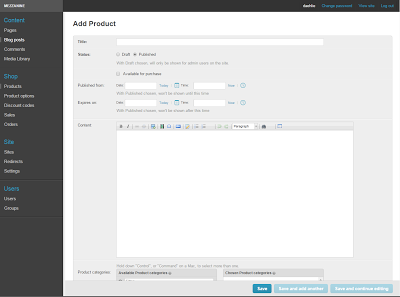 MEZZANINE
dashbo Change password View site Log out
Content
Pages
Blog posts
Comments
Media Library
Shop
Products
Product options
Discount codes
Sales
Orders
Site
Sites
Redirects
Settings
Users
Users
Groups
Add Product
Title:
Status:
Draft
Published
With Draft chosen, will only be shown for admin users on the site.
Available for purchase
Published from:
Date: Today Time: Now
With Published chosen, won't be shown until this time
Expires on:
Date: Today Time: Now
With Published chosen, won't be shown after this time
Content:
Paragraph
Hold down "Control", or "Command" on a Mac, to select more than one.
Product categories:
Available Product categories
Chosen Product categories
Save
Save and add another
Save and continue editing